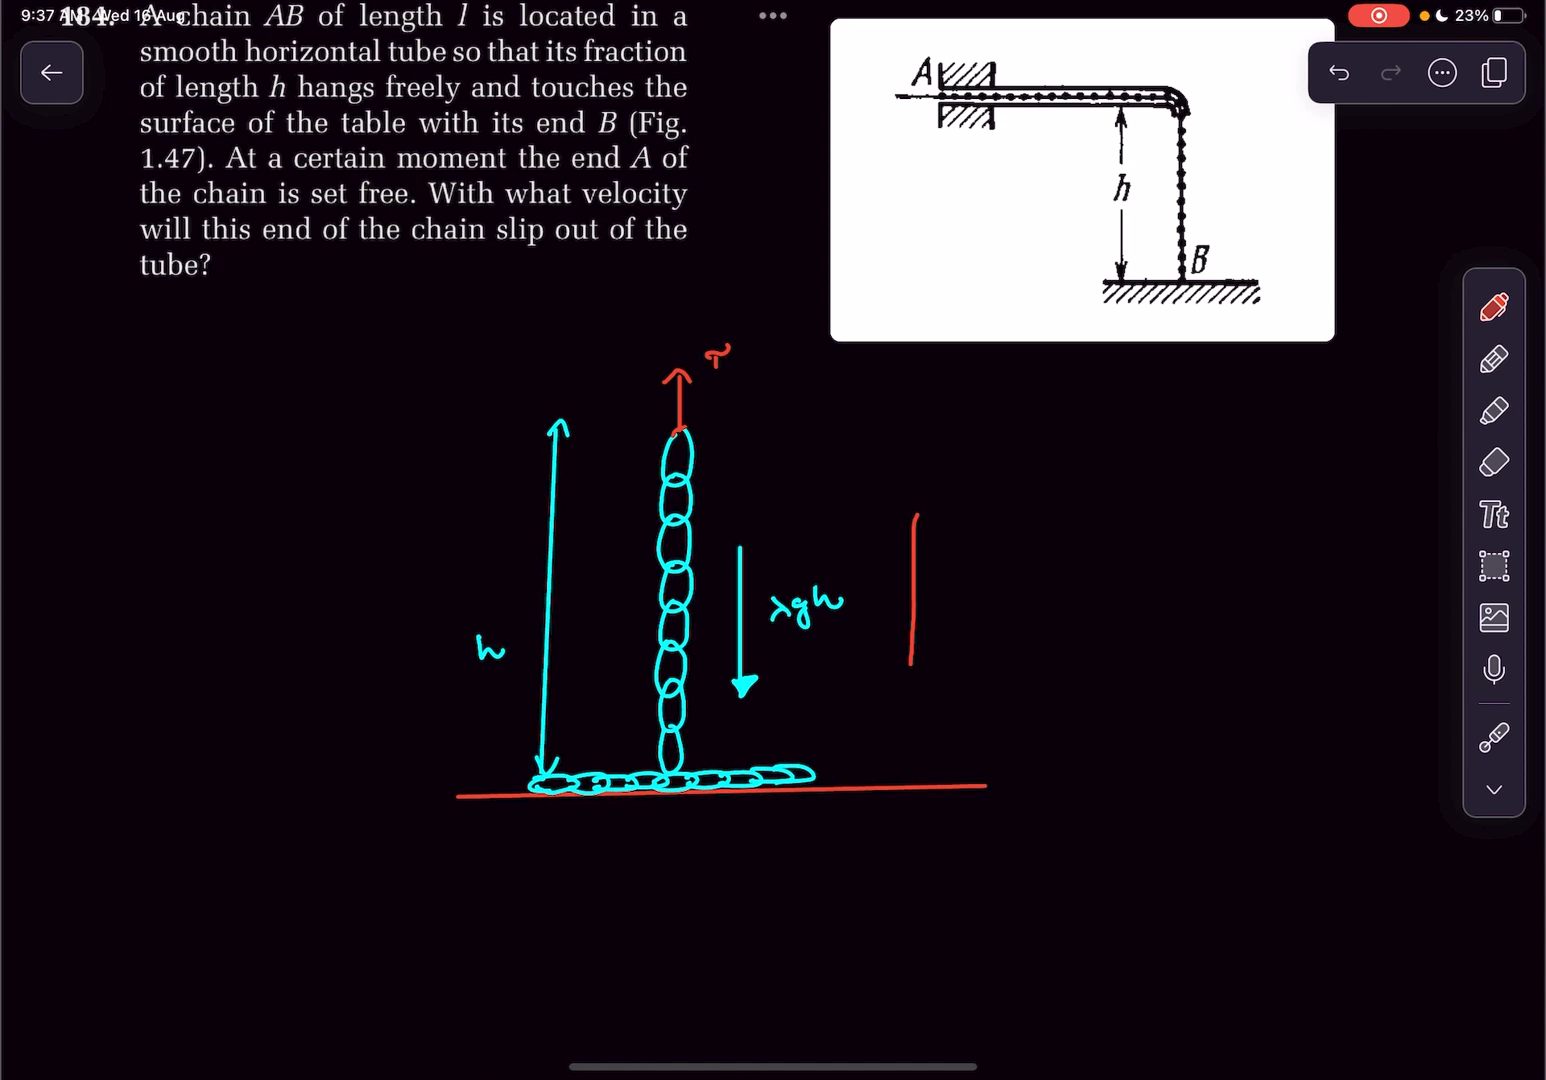 9:37 AM Wed 16 Aug
23%
184. A chain AB of length l is located in a
smooth horizontal tube so that its fraction
of length h hangs freely and touches the
surface of the table with its end B (Fig.
1.47). At a certain moment the end A of
the chain is set free. With what velocity
will this end of the chain slip out of the
tube?
A
h
B
Tt
T
λgh
h